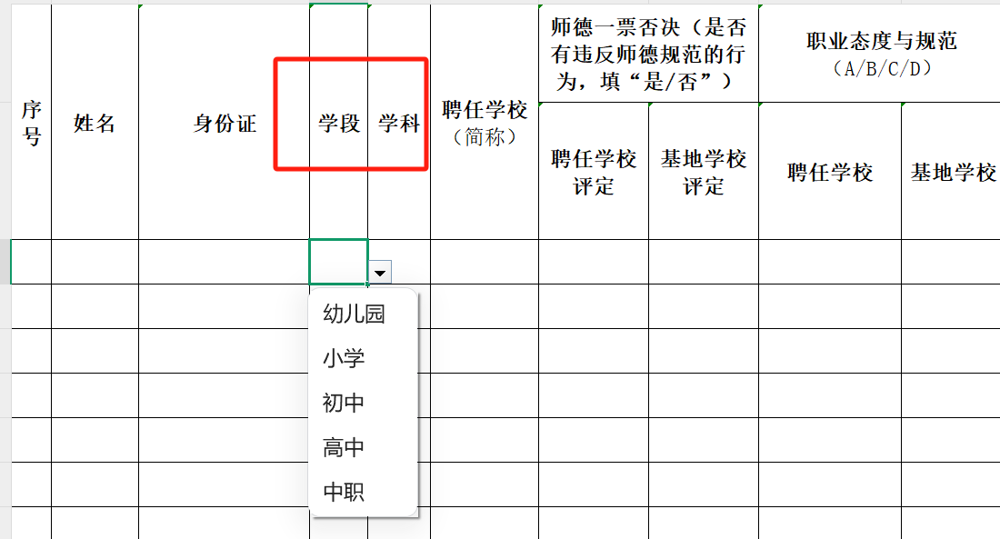 序号
姓名
身份证
学段
学科
聘任学校
（简称）
师德一票否决（是否
有违反师德规范的行
为，填“是/否”）
职业态度与规范
（A/B/C/D）
聘任学校
评定
基地学校
评定
聘任学校
基地学校
幼儿园
小学
初中
高中
中职